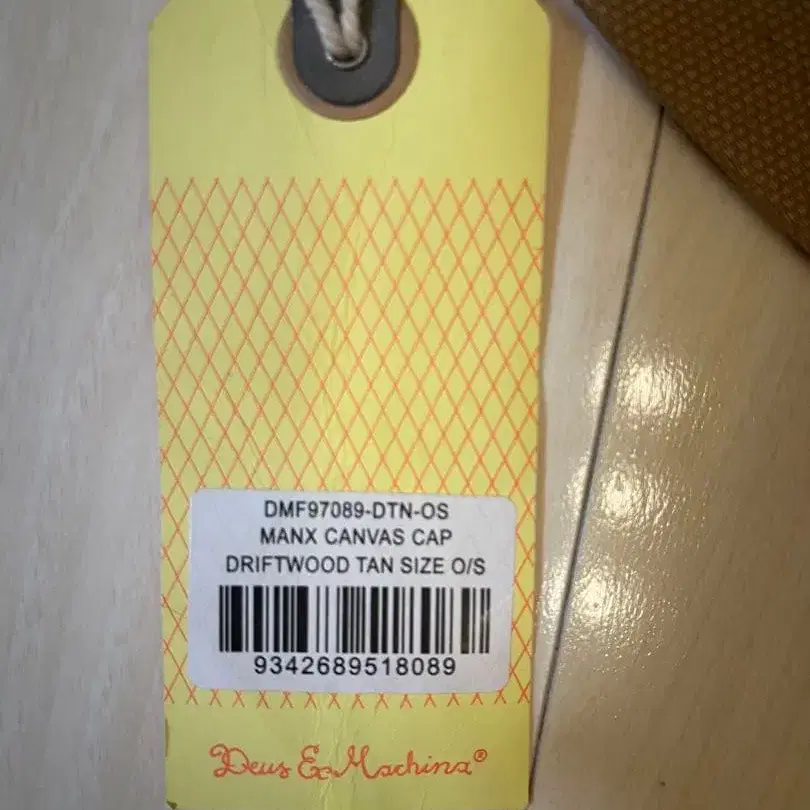 DMF97089-DTN-OS
MANX CANVAS CAP
DRIFTWOOD TAN SIZE O/S
9342689518089
Deus Ex Machina®